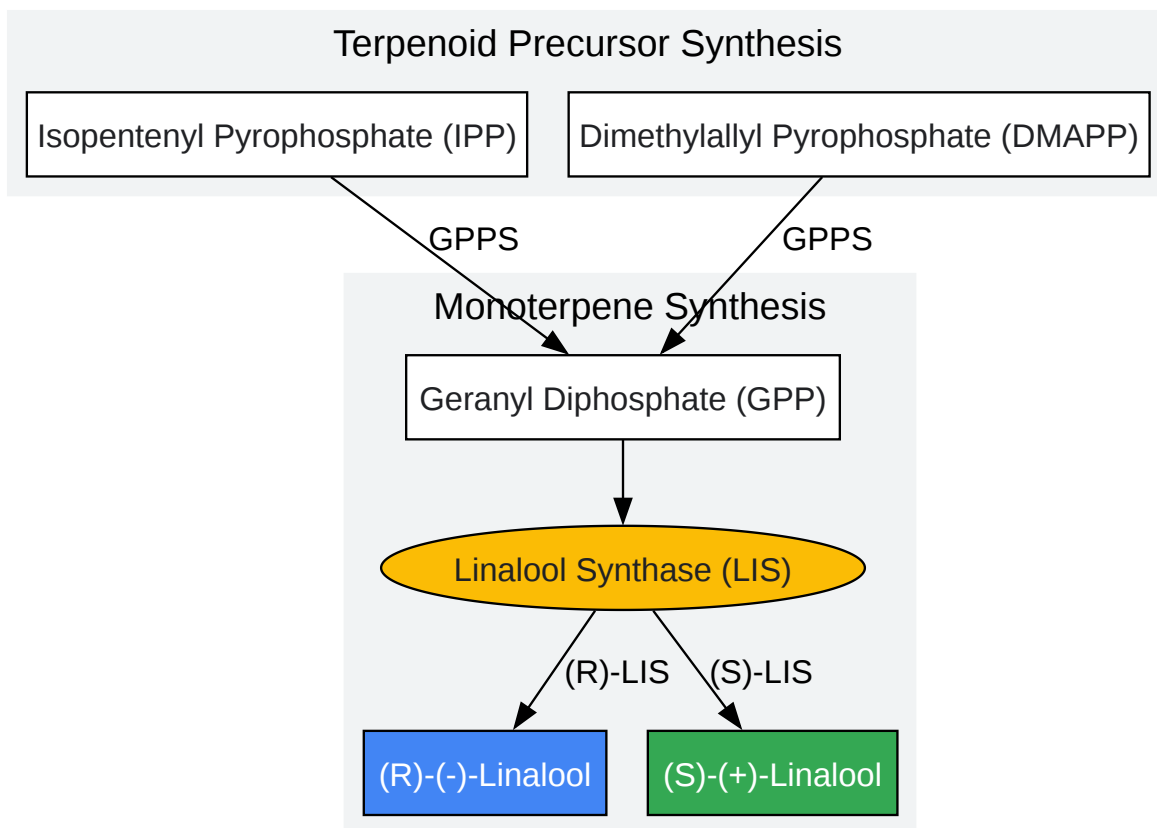 Terpenoid Precursor Synthesis
Isopentenyl Pyrophosphate (IPP)
Dimethylallyl Pyrophosphate (DMAPP)
GPPS
GPPS
Monoterpene Synthesis
Geranyl Diphosphate (GPP)
Linalool Synthase (LIS)
(R)-LIS
(S)-LIS
(R)-(-)-Linalool
(S)-(+)-Linalool